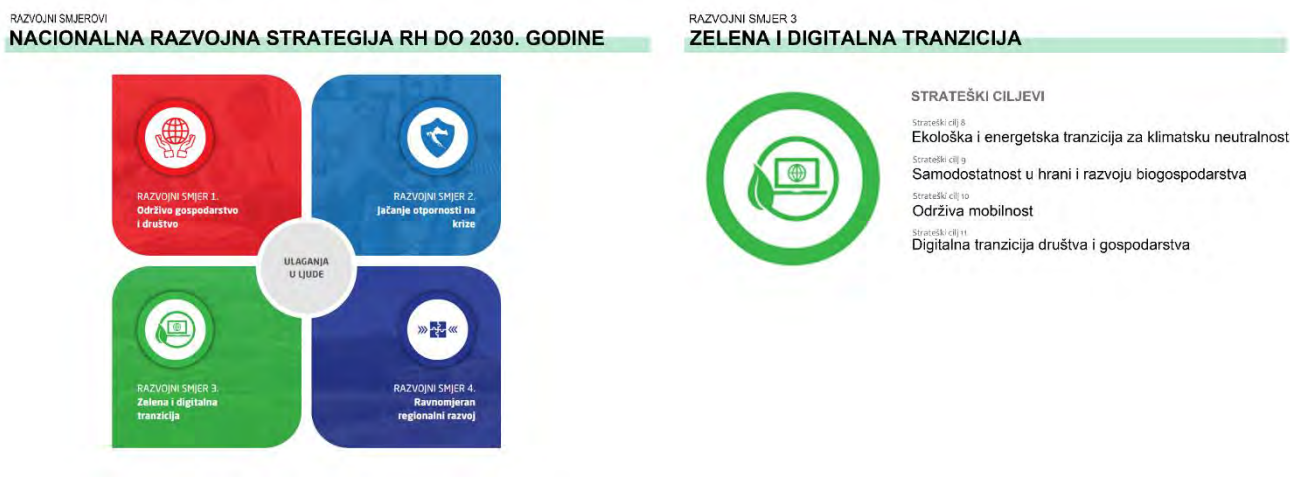 RAZVOJNI SMJEROVI
NACIONALNA RAZVOJNA STRATEGIJA RH DO 2030. GODINE
RAZVOJNI SMJER 1.
Održivo gospodarstvo
i društvo
RAZVOJNI SMJER 2.
Jačanje otpornosti na
krize
ULAGANJA
U LJUDE
RAZVOJNI SMJER 3.
Zelena i digitalna
tranzicija
RAZVOJNI SMJER 4.
Ravnomjeran
regionalni razvoj
RAZVOJNI SMJER 3
ZELENA I DIGITALNA TRANZICIJA
STRATEŠKI CILJEVI
Strateški cilj 8
Ekološka i energetska tranzicija za klimatsku neutralnost
Strateški cilj 9
Samodostatnost u hrani i razvoju biogospodarstva
Strateški cilj 10
Održiva mobilnost
Strateški cilj 11
Digitalna tranzicija društva i gospodarstva